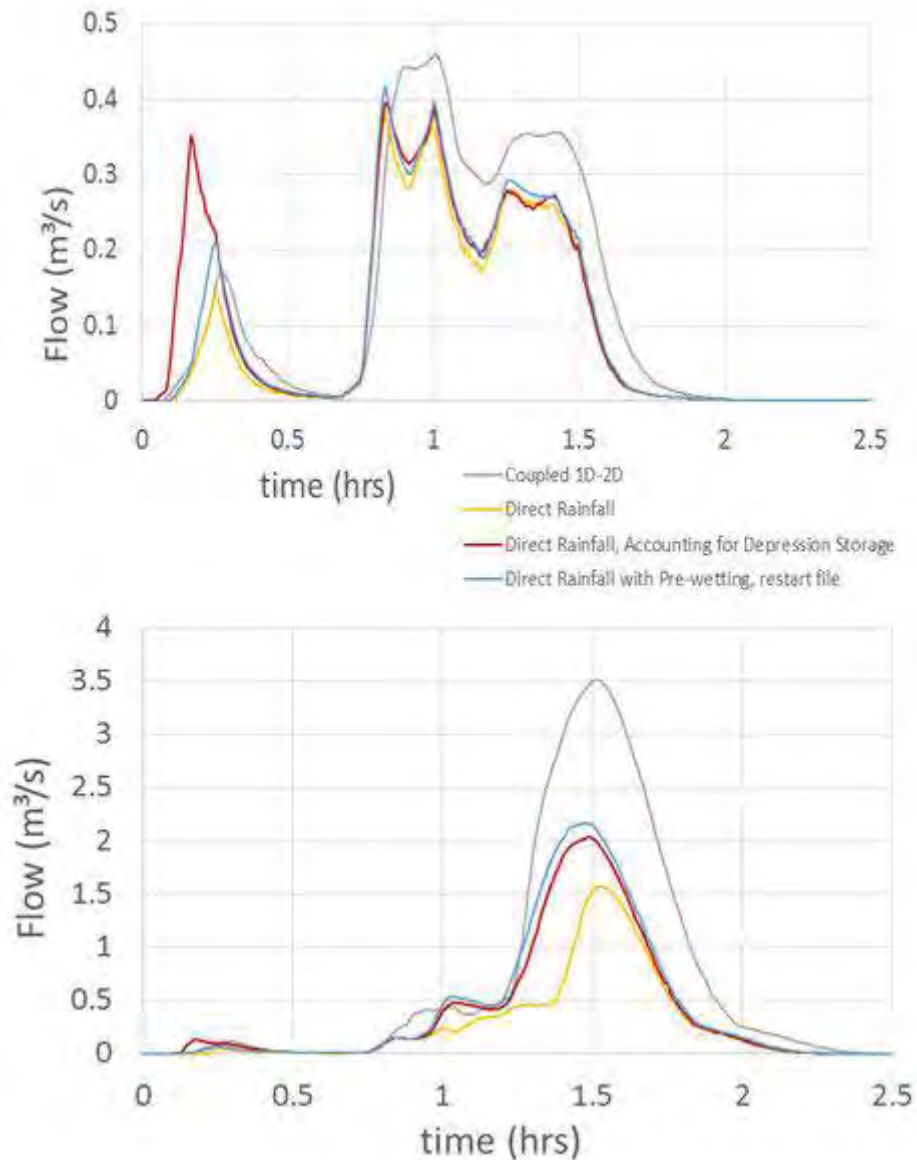 0.5
0.4
0.3
0.2
0.1
0
Flow (m³/s)
0 0.5 1 1.5 2 2.5
time (hrs)
Coupled 1D-2D
Direct Rainfall
Direct Rainfall, Accounting for Depression Storage
Direct Rainfall with Pre-wetting, restart file
4
3.5
3
2.5
2
1.5
1
0.5
0
Flow (m³/s)
0 0.5 1 1.5 2 2.5
time (hrs)